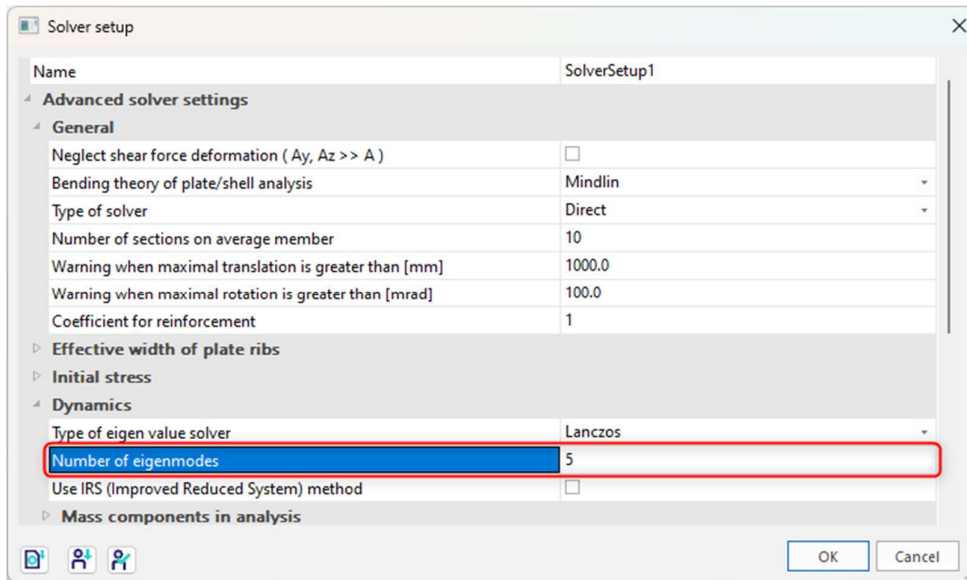 Solver setup
Name SolverSetup1
Advanced solver settings
General
Neglect shear force deformation ( Ay, Az >> A )
Bending theory of plate/shell analysis Mindlin
Type of solver Direct
Number of sections on average member 10
Warning when maximal translation is greater than [mm] 1000.0
Warning when maximal rotation is greater than [mrad] 100.0
Coefficient for reinforcement 1
Effective width of plate ribs
Initial stress
Dynamics
Type of eigen value solver Lanczos
Number of eigenmodes 5
Use IRS (Improved Reduced System) method
Mass components in analysis
OK Cancel